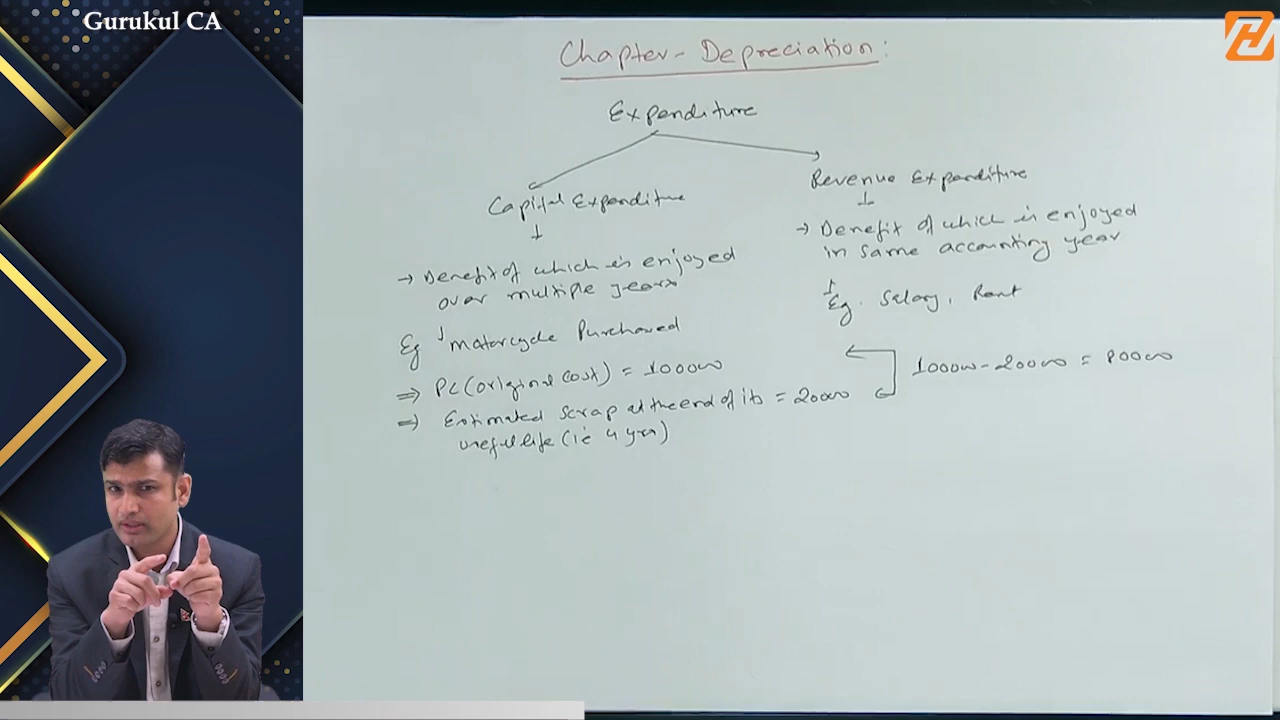 Gurukul CA
Chapter - Depreciation:
Expenditure
Capital Expenditure
Revenue Expenditure
→ Benefit of which is enjoyed
over multiple years
→ Benefit of which is enjoyed
in same accounting year
Eg. Salary, Rent
Eg motorcycle Purchased
⇒ PC (original cost) = 100000
⇒ Estimated Scrap at the end of its = 20000
useful life (ie 4 yrs)
100000 - 20000 = 80000